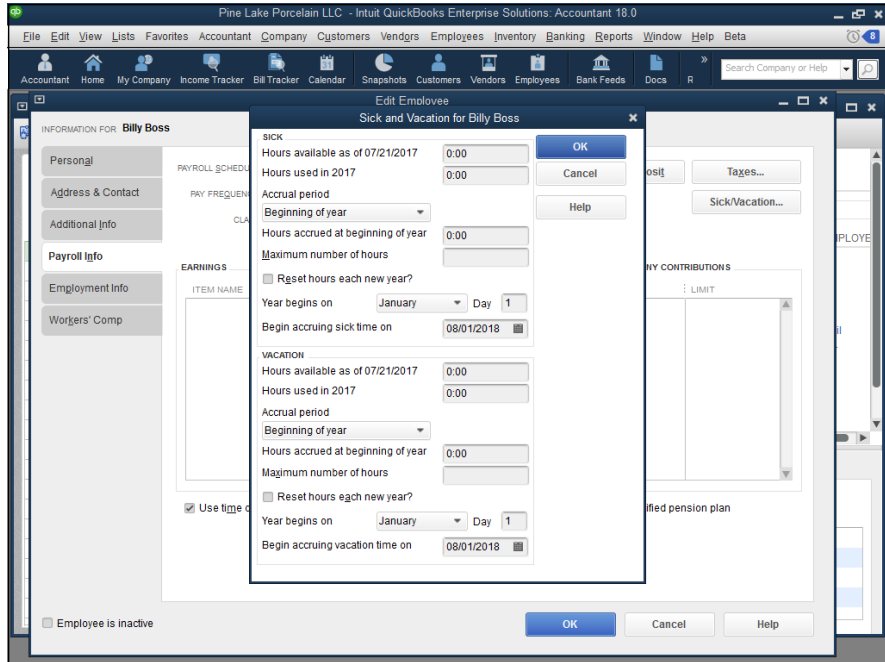 qb
Pine Lake Porcelain LLC - Intuit QuickBooks Enterprise Solutions: Accountant 18.0
File Edit View Lists Favorites Accountant Company Customers Vendors Employees Inventory Banking Reports Window Help Beta
8
31
Accountant Home My Company Income Tracker Bill Tracker Calendar Snapshots Customers Vendors Employees Bank Feeds Docs R
Search Company or Help
Edit Employee
INFORMATION FOR Billy Boss
Personal
Address & Contact
Additional Info
Payroll Info
Employment Info
Workers' Comp
PAYROLL SCHEDU
PAY FREQUENC
CLA
EARNINGS
ITEM NAME
Use time
Sick and Vacation for Billy Boss
SICK
Hours available as of 07/21/2017 0:00
Hours used in 2017 0:00
Accrual period
Beginning of year
Hours accrued at beginning of year 0:00
Maximum number of hours
Reset hours each new year?
Year begins on January Day 1
Begin accruing sick time on 08/01/2018
VACATION
Hours available as of 07/21/2017 0:00
Hours used in 2017 0:00
Accrual period
Beginning of year
Hours accrued at beginning of year 0:00
Maximum number of hours
Reset hours each new year?
Year begins on January Day 1
Begin accruing vacation time on 08/01/2018
OK
Cancel
Help
osit
Taxes...
Sick/Vacation...
NY CONTRIBUTIONS
LIMIT
ified pension plan
PLOYE
il
Employee is inactive
OK
Cancel
Help